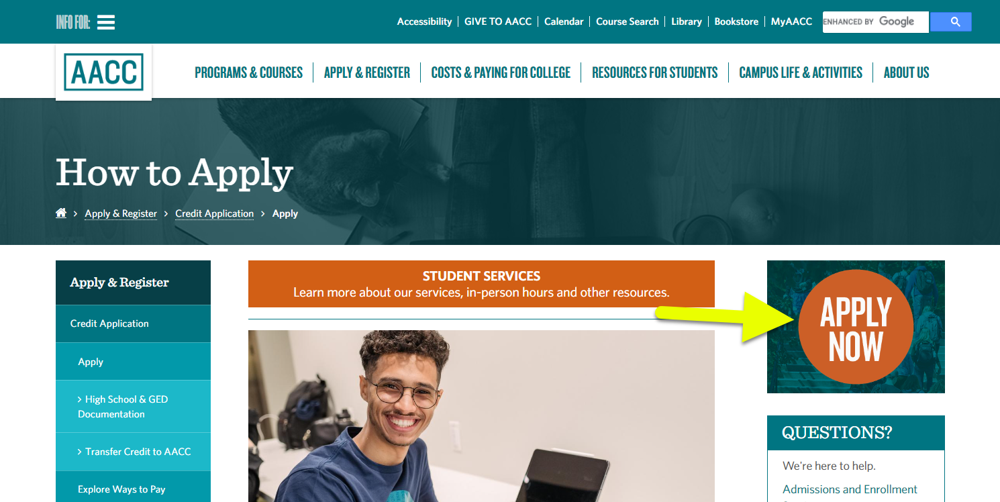 INFO FOR:
Accessibility
GIVE TO AACC
Calendar
Course Search
Library
Bookstore
MyAACC
ENHANCED BY Google
AACC
PROGRAMS & COURSES
APPLY & REGISTER
COSTS & PAYING FOR COLLEGE
RESOURCES FOR STUDENTS
CAMPUS LIFE & ACTIVITIES
ABOUT US
How to Apply
Apply & Register > Credit Application > Apply
Apply & Register
Credit Application
Apply
> High School & GED
Documentation
> Transfer Credit to AACC
Explore Ways to Pay
STUDENT SERVICES
Learn more about our services, in-person hours and other resources.
APPLY
NOW
QUESTIONS?
We're here to help.
Admissions and Enrollment